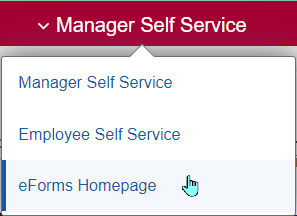 Manager Self Service
Manager Self Service
Employee Self Service
eForms Homepage